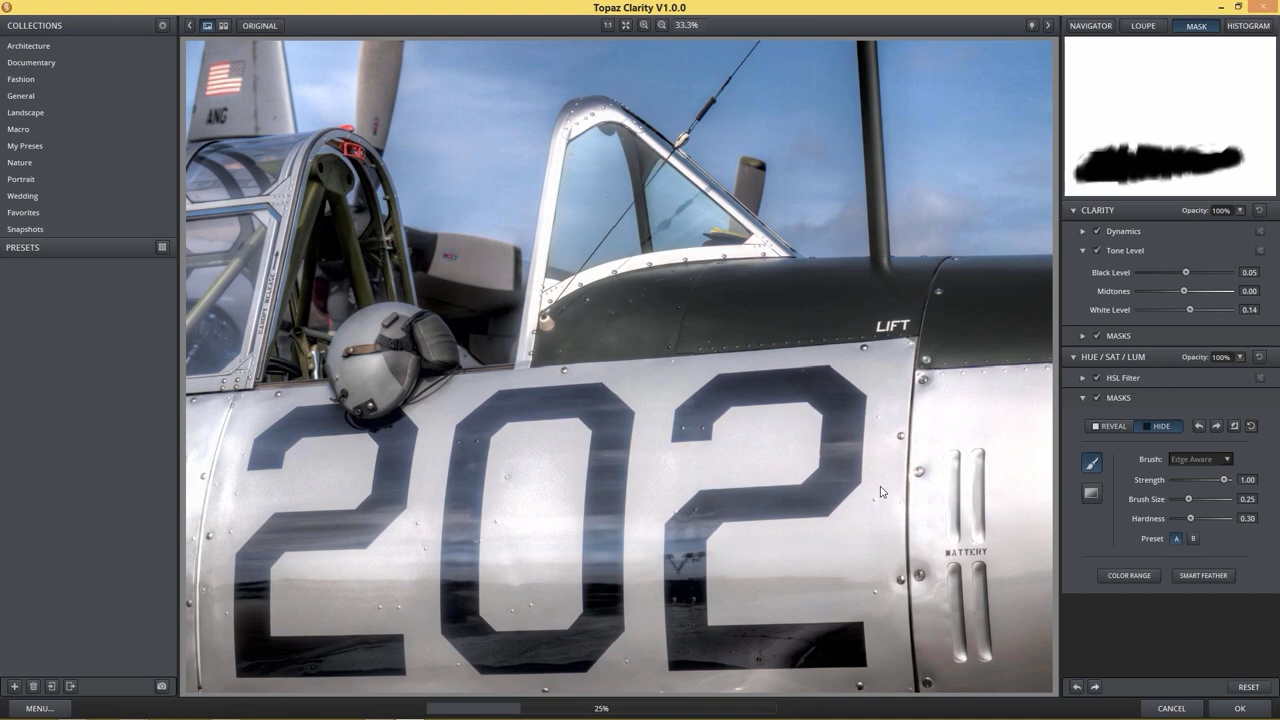 Topaz Clarity V1.0.0
COLLECTIONS
ORIGINAL
1:1
33.3%
NAVIGATOR
LOUPE
MASK
HISTOGRAM
Architecture
Documentary
Fashion
General
Landscape
Macro
My Preses
Nature
Portrait
Wedding
Favorites
Snapshots
PRESETS
ANG
LIFT
202
CLARITY
Opacity: 100%
Dynamics
Tone Level
Black Level 0.05
Midtones 0.00
White Level 0.14
MASKS
HUE / SAT / LUM
Opacity: 100%
HSL Filter
MASKS
REVEAL
HIDE
Brush: Edge Aware
Strength 1.00
Brush Size 0.25
Hardness 0.30
Preset A B
COLOR RANGE
SMART FEATHER
RESET
MENU...
25%
CANCEL
OK